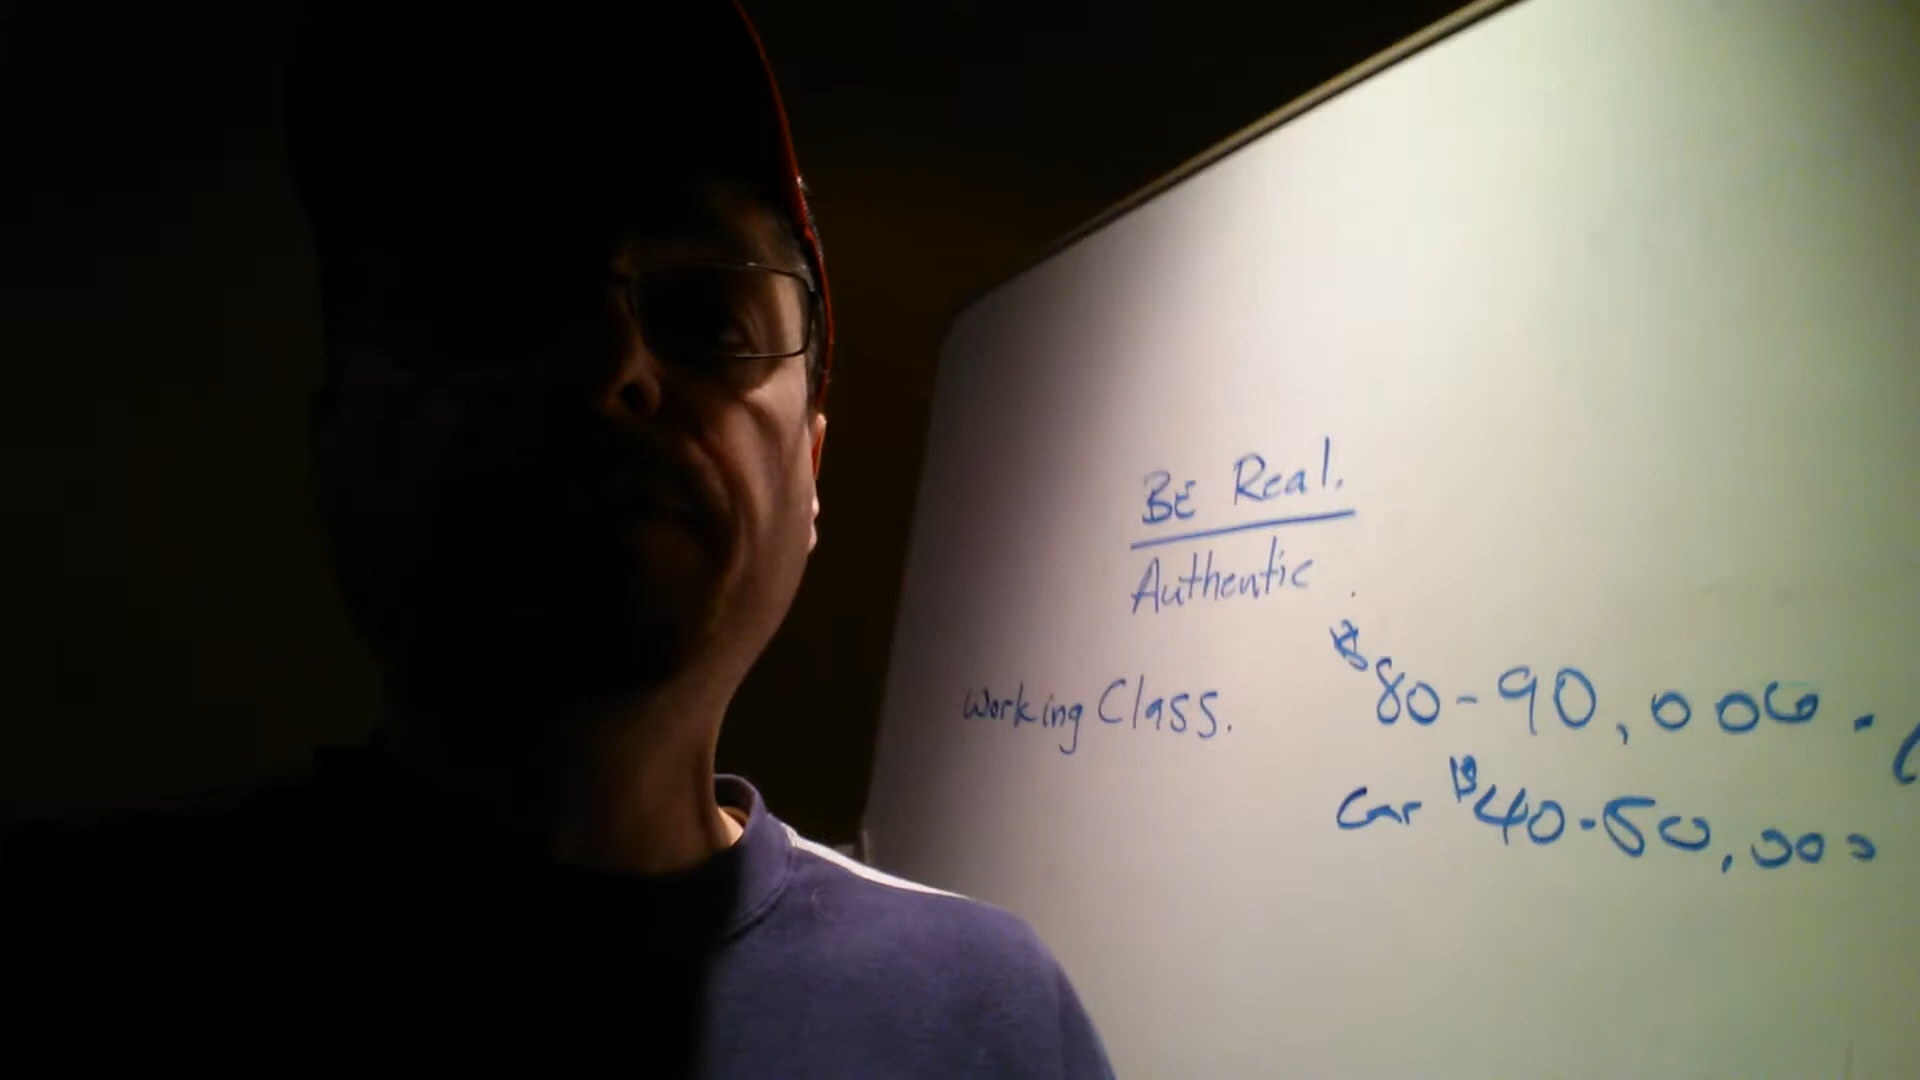 BE Real.
Authentic.
Working Class. $80-90,000.
Car $40-50,000